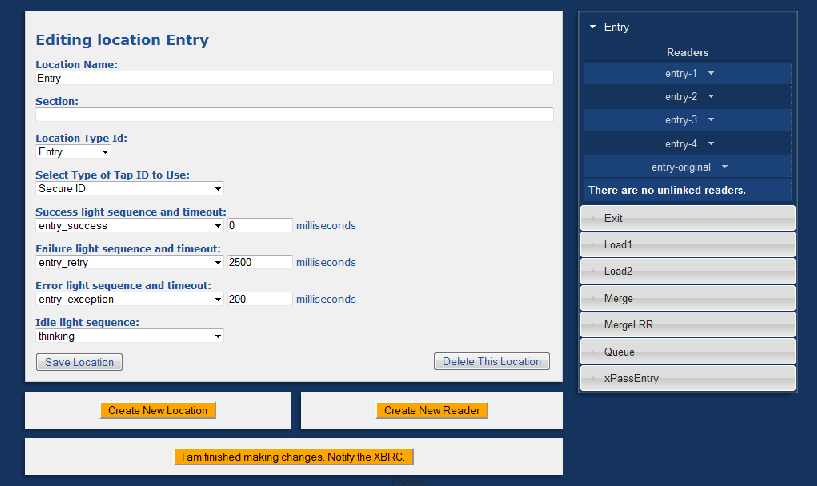 Editing location Entry
Location Name:
Entry
Section:
Location Type Id:
Entry
Select Type of Tap ID to Use:
Secure ID
Success light sequence and timeout:
entry_success 0 milliseconds
Failure light sequence and timeout:
entry_retry 2500 milliseconds
Error light sequence and timeout:
entry_exception 200 milliseconds
Idle light sequence:
thinking
Save Location Delete This Location
Create New Location Create New Reader
I am finished making changes. Notify the XBRC.
Entry
Readers
entry-1
entry-2
entry-3
entry-4
entry-original
There are no unlinked readers.
Exit
Load1
Load2
Merge
MergeLRR
Queue
xPassEntry